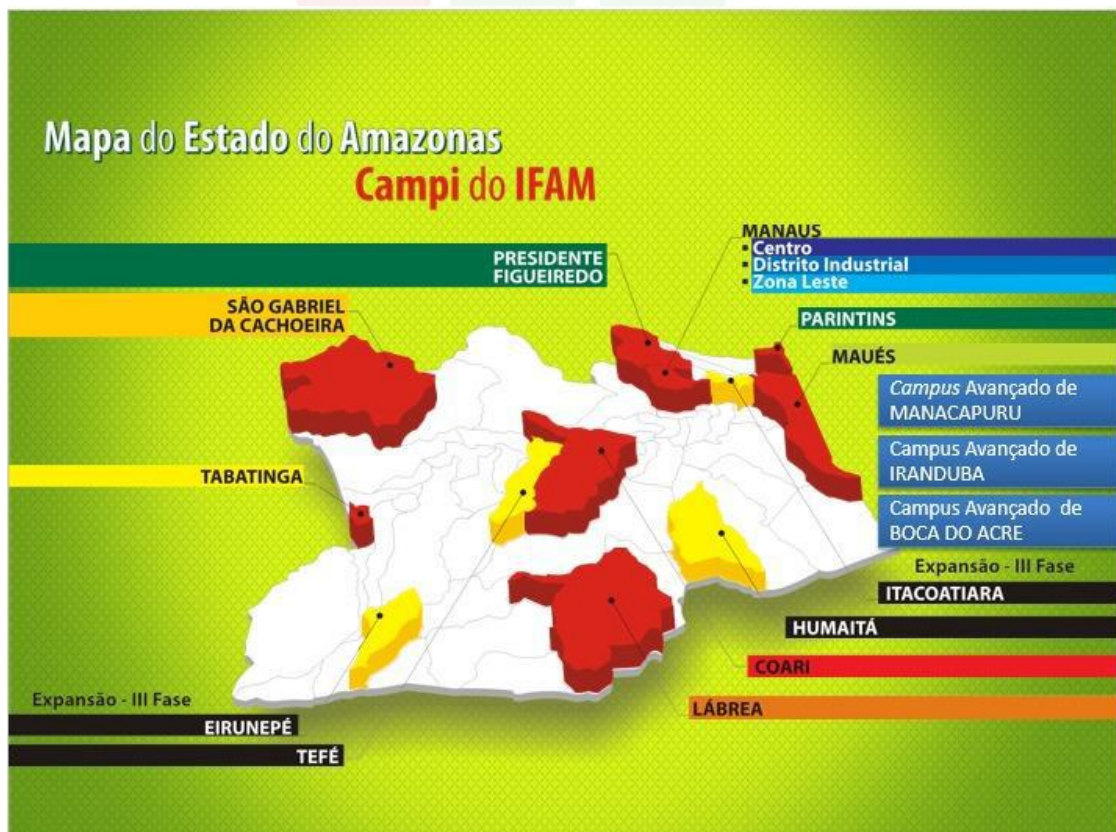 Mapa do Estado do Amazonas
Campi do IFAM
PRESIDENTE
FIGUEIREDO
MANAUS
▪ Centro
▪ Distrito Industrial
▪ Zona Leste
SÃO GABRIEL
DA CACHOEIRA
PARINTINS
MAUÉS
Campus Avançado de
MANACAPURU
Campus Avançado de
IRANDUBA
Campus Avançado de
BOCA DO ACRE
TABATINGA
Expansão - III Fase
ITACOATIARA
HUMAITÁ
COARI
LÁBREA
Expansão - III Fase
EIRUNEPÉ
TEFÉ